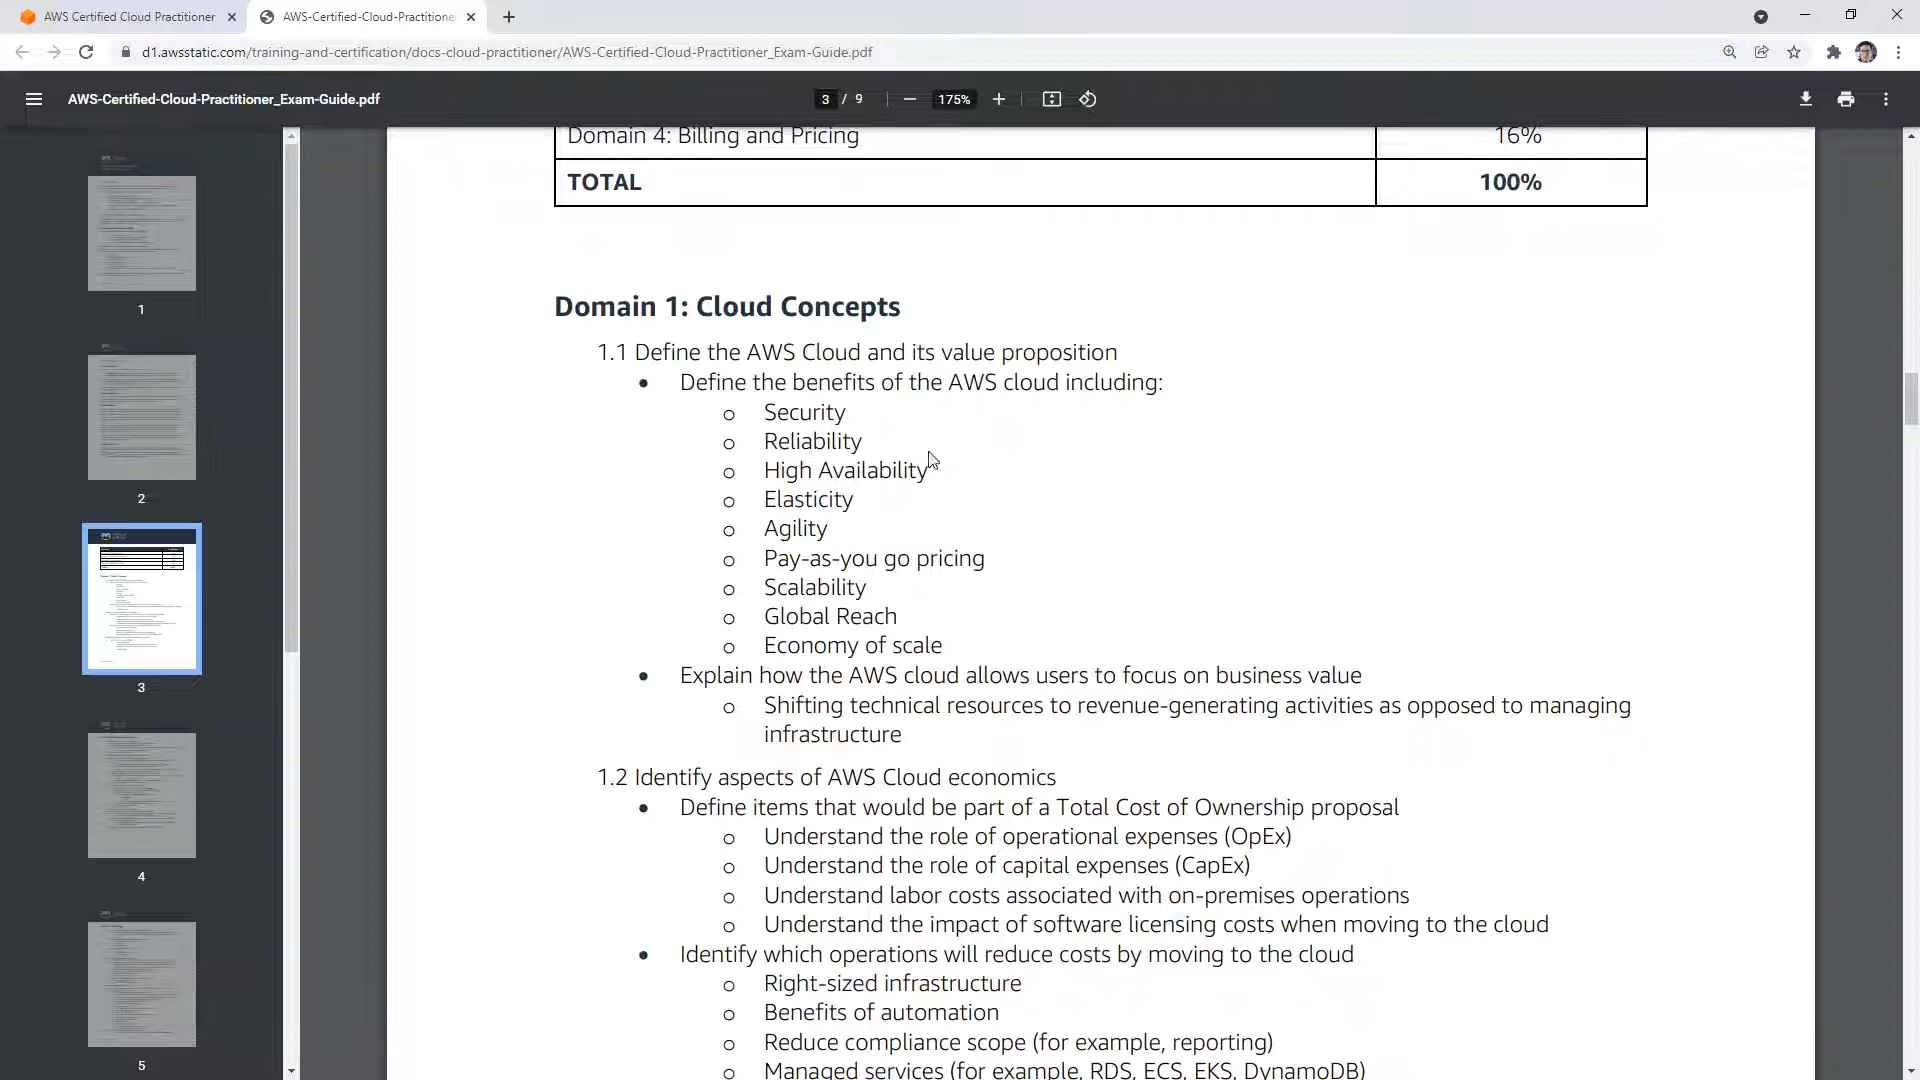 AWS Certified Cloud Practitioner
AWS-Certified-Cloud-Practitione
d1.awsstatic.com/training-and-certification/docs-cloud-practitioner/AWS-Certified-Cloud-Practitioner_Exam-Guide.pdf
AWS-Certified-Cloud-Practitioner_Exam-Guide.pdf
3 / 9
175%
1
2
3
4
5
Domain 4: Billing and Pricing 16%
TOTAL 100%
Domain 1: Cloud Concepts
1.1 Define the AWS Cloud and its value proposition
• Define the benefits of the AWS cloud including:
o Security
o Reliability
o High Availability
o Elasticity
o Agility
o Pay-as-you go pricing
o Scalability
o Global Reach
o Economy of scale
• Explain how the AWS cloud allows users to focus on business value
o Shifting technical resources to revenue-generating activities as opposed to managing
infrastructure
1.2 Identify aspects of AWS Cloud economics
• Define items that would be part of a Total Cost of Ownership proposal
o Understand the role of operational expenses (OpEx)
o Understand the role of capital expenses (CapEx)
o Understand labor costs associated with on-premises operations
o Understand the impact of software licensing costs when moving to the cloud
• Identify which operations will reduce costs by moving to the cloud
o Right-sized infrastructure
o Benefits of automation
o Reduce compliance scope (for example, reporting)
o Managed services (for example, RDS, ECS, EKS, DynamoDB)